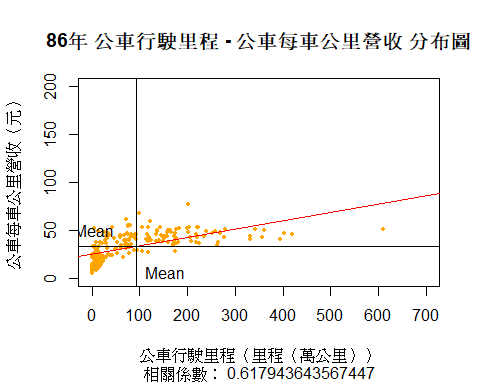 86年 公車行駛里程 - 公車每車公里營收 分布圖
公車每車公里營收（元）
200
150
100
50
0
Mean
Mean
0 100 200 300 400 500 600 700
公車行駛里程（里程（萬公里））
相關係數： 0.617943643567447